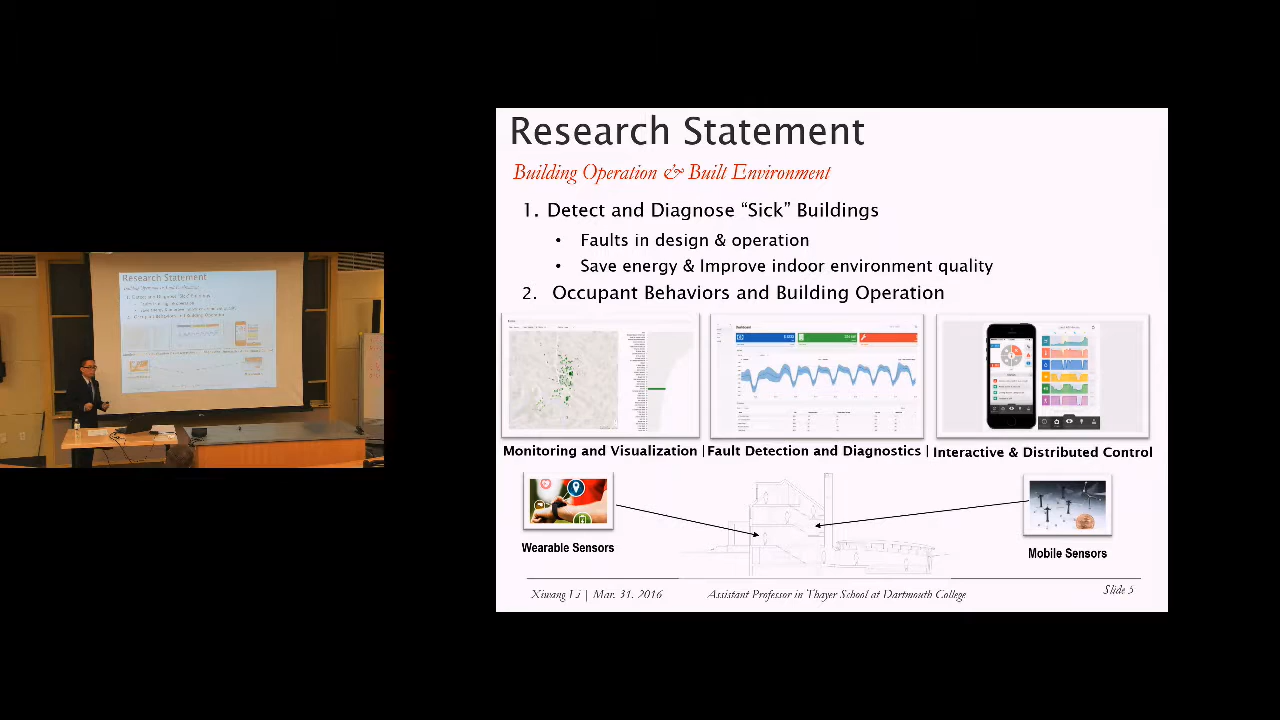 Research Statement
Building Operation & Built Environment
1. Detect and Diagnose “Sick” Buildings
• Faults in design & operation
• Save energy & Improve indoor environment quality
2. Occupant Behaviors and Building Operation
Monitoring and Visualization | Fault Detection and Diagnostics | Interactive & Distributed Control
Wearable Sensors
Mobile Sensors
Xiwang Li | Mar. 31. 2016
Assistant Professor in Thayer School at Dartmouth College
Slide 5
Research Statement